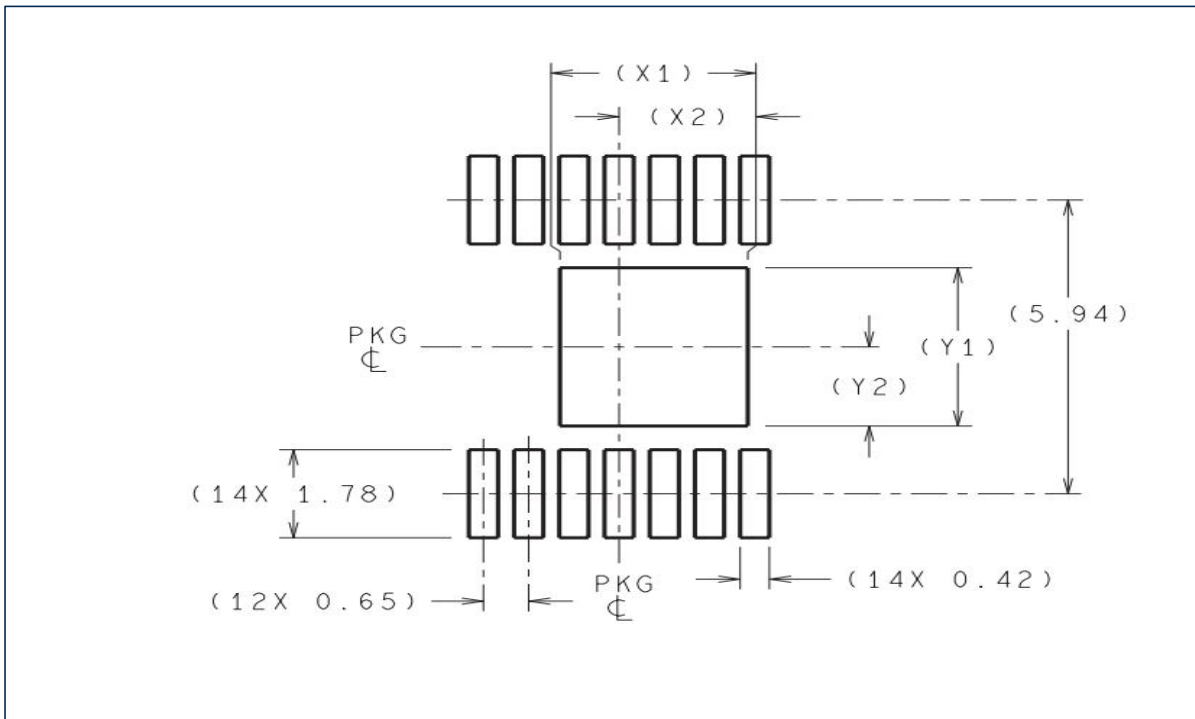 (X1)
(X2)
(5.94)
PKG
℄
(Y1)
(Y2)
(14X 1.78)
(12X 0.65)
PKG
℄
(14X 0.42)